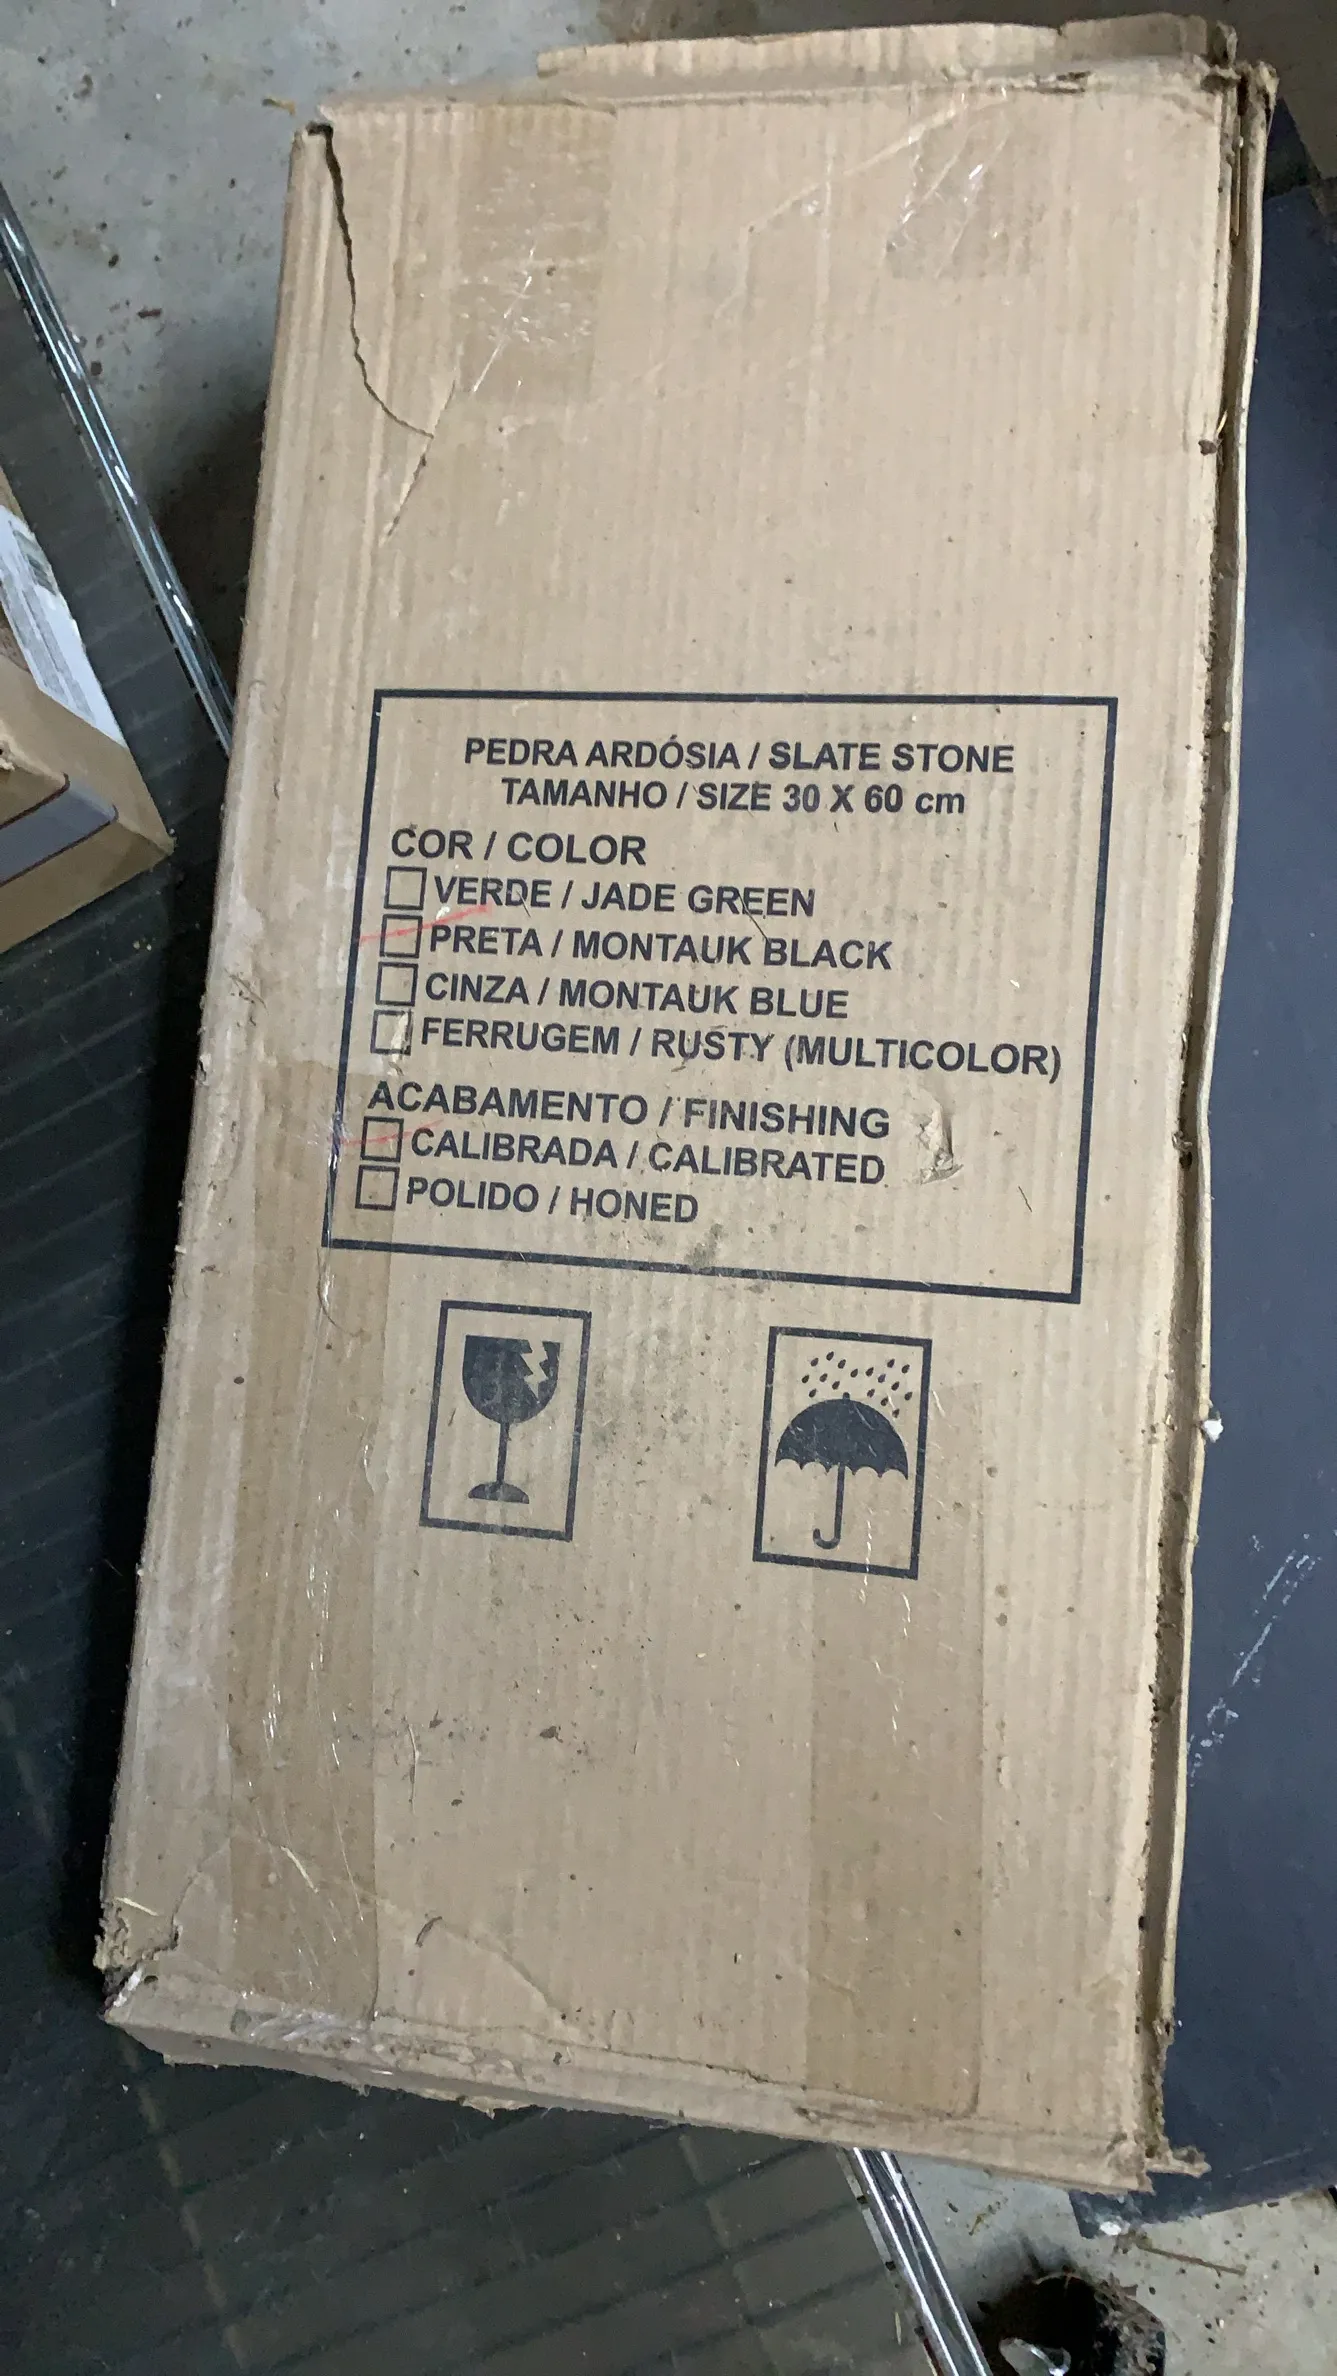 PEDRA ARDÓSIA / SLATE STONE
TAMANHO / SIZE 30 X 60 cm
COR / COLOR
VERDE / JADE GREEN
PRETA / MONTAUK BLACK
CINZA / MONTAUK BLUE
FERRUGEM / RUSTY (MULTICOLOR)
ACABAMENTO / FINISHING
CALIBRADA / CALIBRATED
POLIDO / HONED